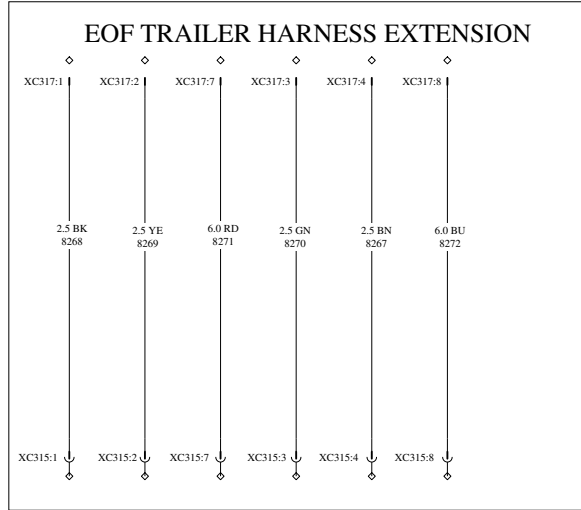 EOF TRAILER HARNESS EXTENSION
XC317:1 XC317:2 XC317:7 XC317:3 XC317:4 XC317:8
2.5 BK 2.5 YE 6.0 RD 2.5 GN 2.5 BN 6.0 BU
8268 8269 8271 8270 8267 8272
XC315:1 XC315:2 XC315:7 XC315:3 XC315:4 XC315:8